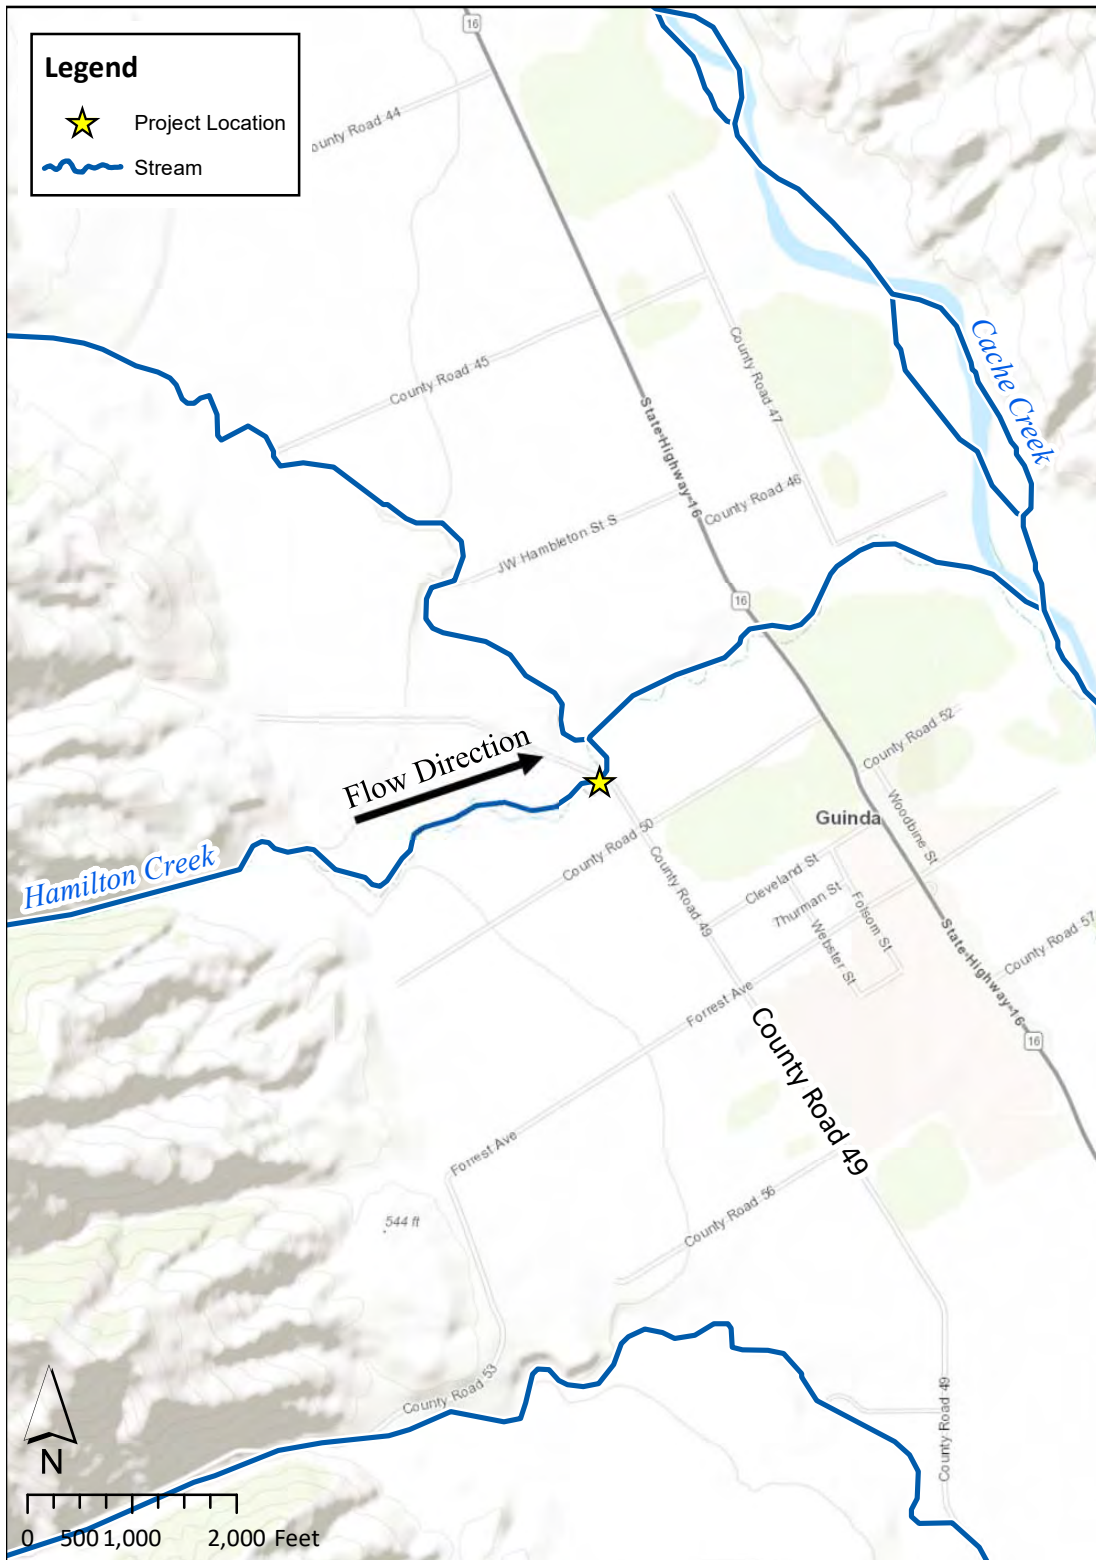 16
Legend
Project Location
Stream
ounty Road 44
County Road 45
County Road 47
Cache Creek
State Highway 16
County Road 46
JW Hambleton St S
16
County Road 52
Flow Direction
Guinda
Woodbine St
County Road 50
County Road 49
Cleveland St
Thurman St
Folsom St
Webster St
Hamilton Creek
State Highway 16
County Road 57
Forrest Ave
County Road 49
16
Forrest Ave
County Road 56
544 ft
County Road 53
County Road 49
N
0 500 1,000 2,000 Feet